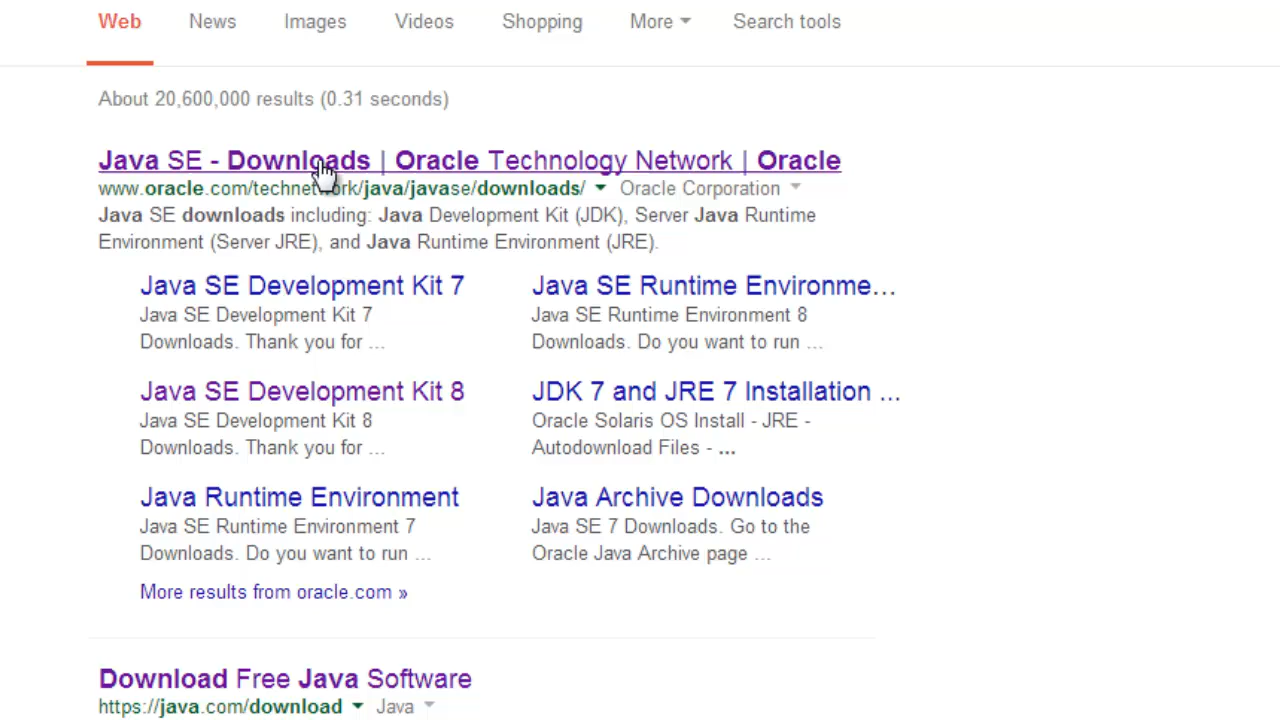 Web News Images Videos Shopping More Search tools
About 20,600,000 results (0.31 seconds)
Java SE - Downloads | Oracle Technology Network | Oracle
www.oracle.com/technetwork/java/javase/downloads/ Oracle Corporation
Java SE downloads including: Java Development Kit (JDK), Server Java Runtime
Environment (Server JRE), and Java Runtime Environment (JRE).
Java SE Development Kit 7
Java SE Development Kit 7
Downloads. Thank you for ...
Java SE Runtime Environme...
Java SE Runtime Environment 8
Downloads. Do you want to run ...
Java SE Development Kit 8
Java SE Development Kit 8
Downloads. Thank you for ...
JDK 7 and JRE 7 Installation ...
Oracle Solaris OS Install - JRE -
Autodownload Files - ...
Java Runtime Environment
Java SE Runtime Environment 7
Downloads. Do you want to run ...
Java Archive Downloads
Java SE 7 Downloads. Go to the
Oracle Java Archive page ...
More results from oracle.com »
Download Free Java Software
https://java.com/download Java